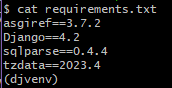 $ cat requirements.txt
asgiref==3.7.2
Django==4.2
sqlparse==0.4.4
tzdata==2023.4
(djvenv)